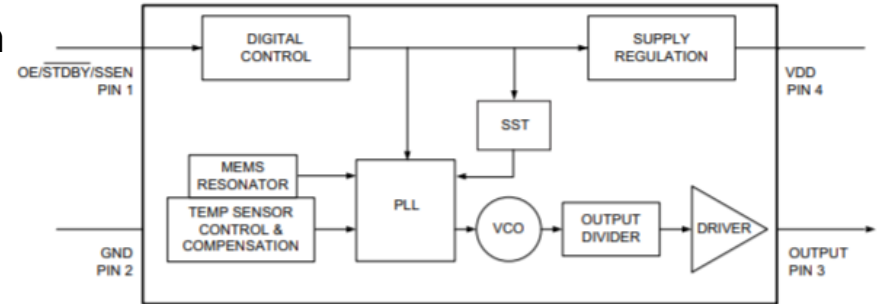 n
DIGITAL
CONTROL
SUPPLY
REGULATION
OE/STDBY/SSEN
PIN 1
VDD
PIN 4
SST
MEMS
RESONATOR
PLL
TEMP SENSOR
CONTROL &
COMPENSATION
VCO
OUTPUT
DIVIDER
DRIVER
GND
PIN 2
OUTPUT
PIN 3